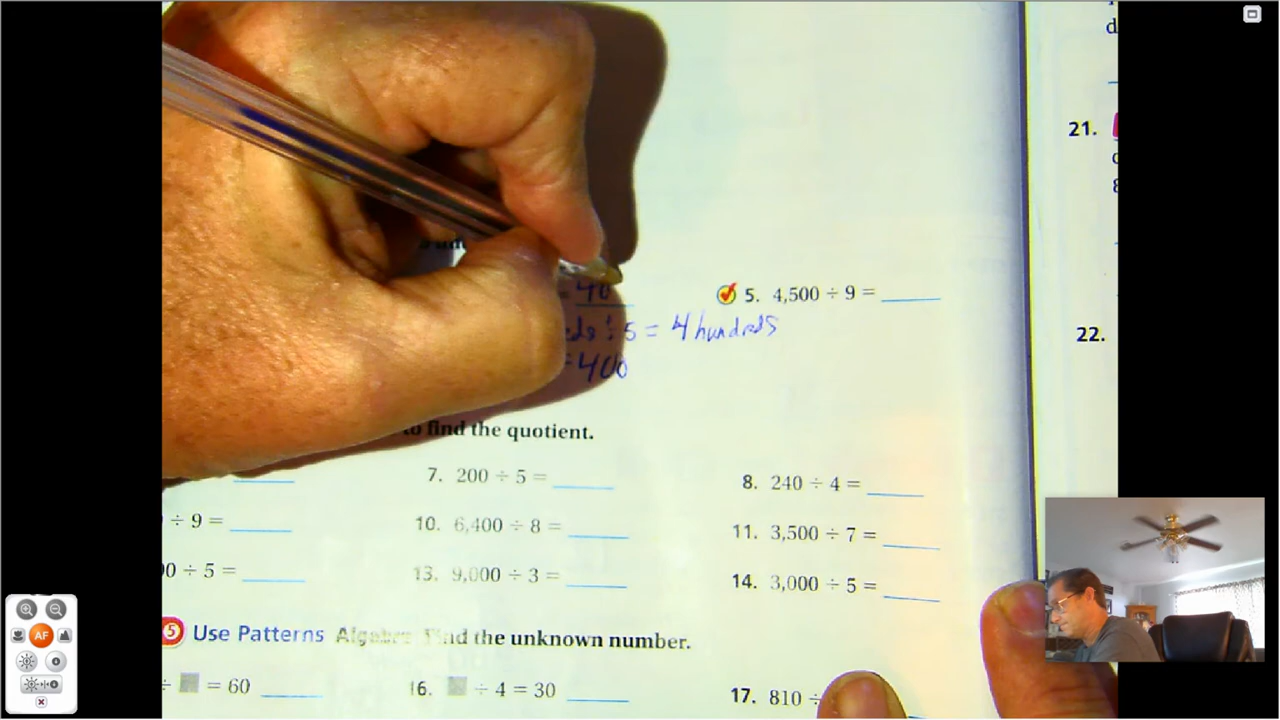 21.
= 40
5. 4,500 ÷ 9 =
÷ 5 = 4 hundreds
= 400
22.
to find the quotient.
7. 200 ÷ 5 =
8. 240 ÷ 4 =
÷ 9 =
10. 6,400 ÷ 8 =
11. 3,500 ÷ 7 =
00 ÷ 5 =
13. 9,000 ÷ 3 =
14. 3,000 ÷ 5 =
5 Use Patterns Algebra Find the unknown number.
÷ = 60
16. ÷ 4 = 30
17. 810 ÷
AF